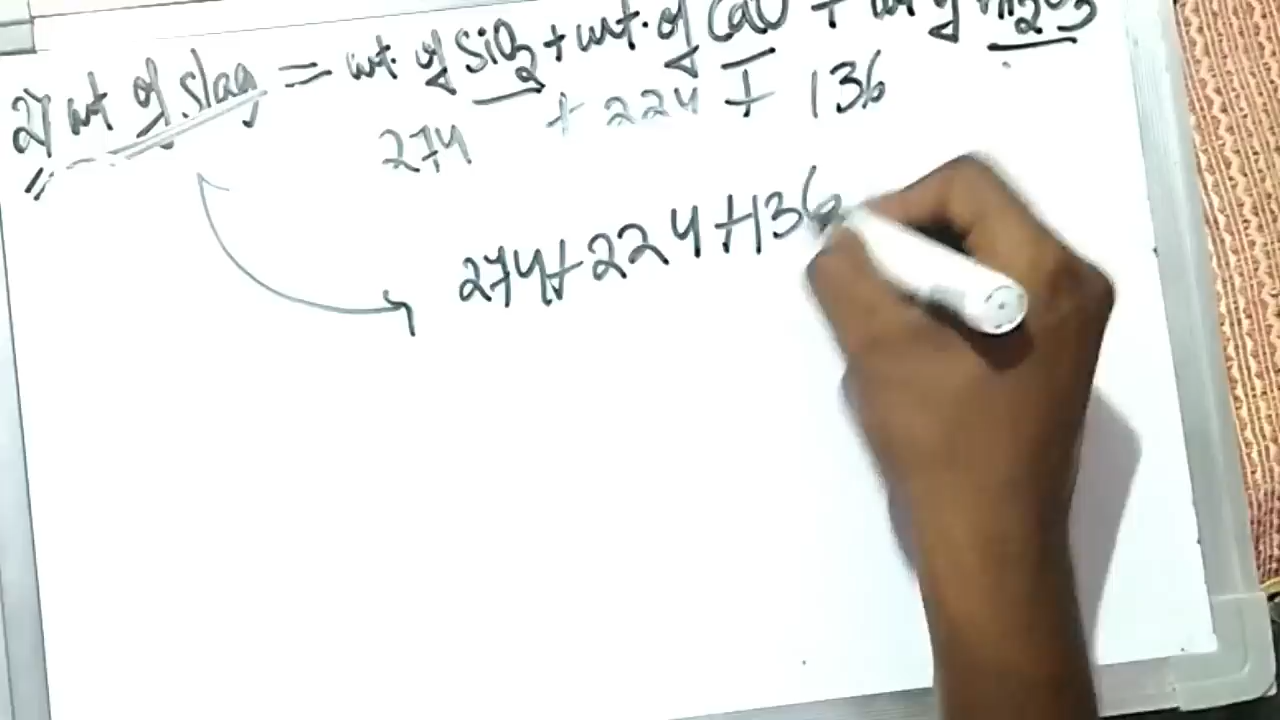 2) wt of slag = wt. of SiO2 + wt. of CaO + wt of
274 + 224 + 136
274+224+136